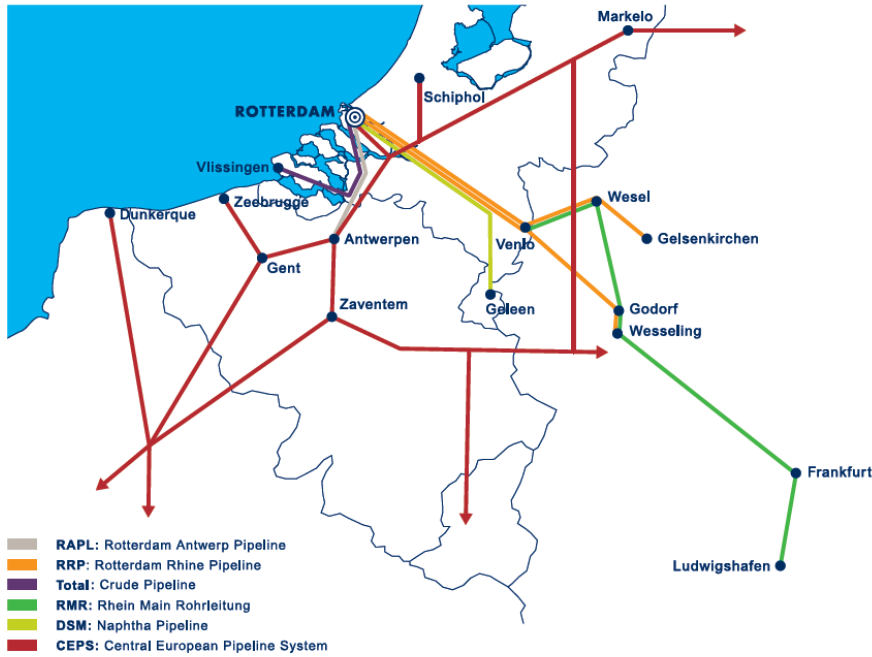 Markelo
Schiphol
ROTTERDAM
Vlissingen
Zeebrugge
Dunkerque
Wesel
Gelsenkirchen
Venlo
Antwerpen
Gent
Geleen
Godorf
Wesseling
Zaventem
Frankfurt
Ludwigshafen
RAPL: Rotterdam Antwerp Pipeline
RRP: Rotterdam Rhine Pipeline
Total: Crude Pipeline
RMR: Rhein Main Rohrleitung
DSM: Naphtha Pipeline
CEPS: Central European Pipeline System